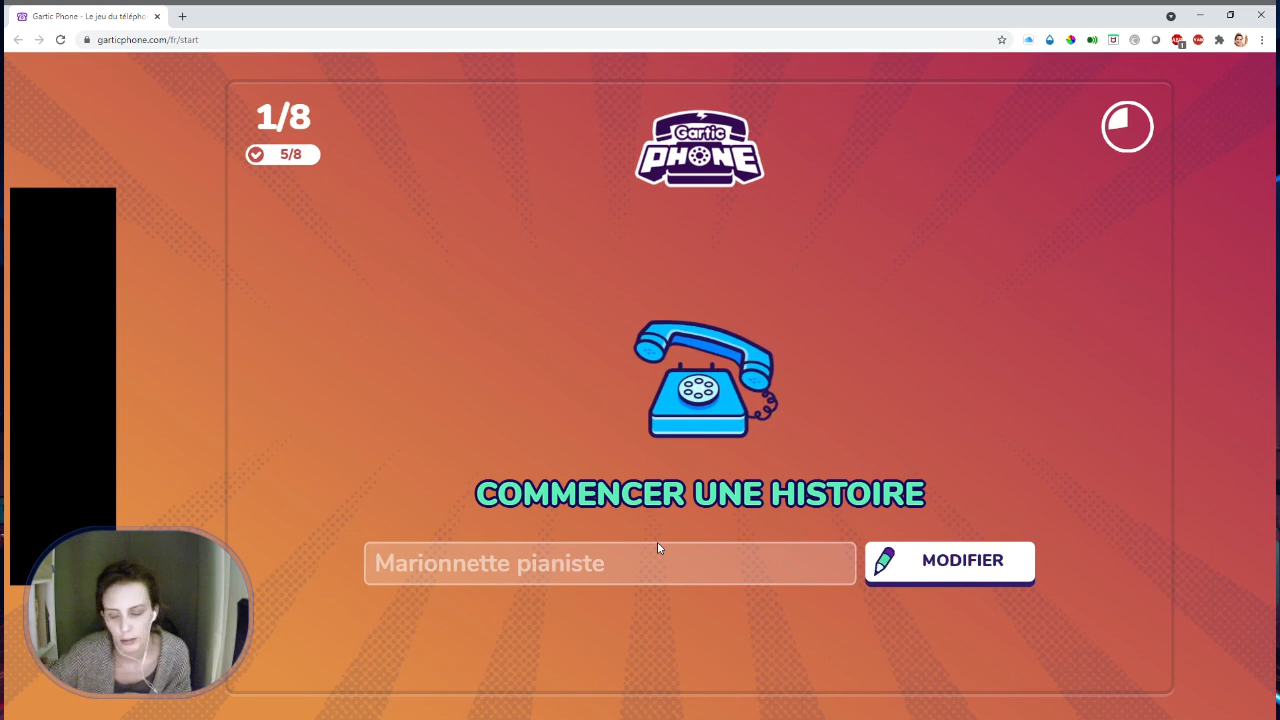 Gartic Phone - Le jeu du télépho
garticphone.com/fr/start
1/8
5/8
Gartic
PHONE
COMMENCER UNE HISTOIRE
Marionnette pianiste
MODIFIER